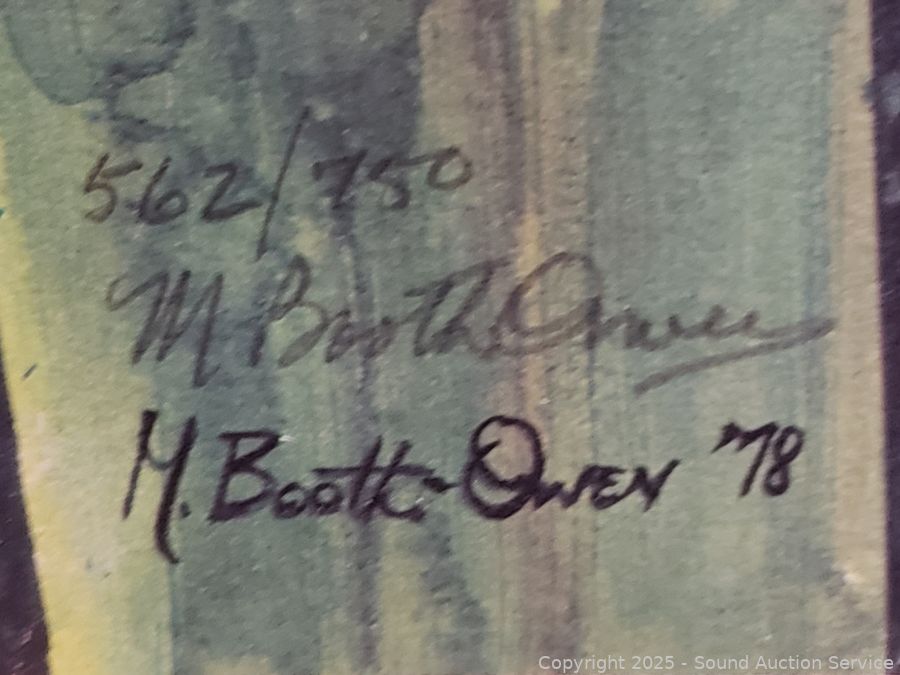 562/750
M Booth-Owen
M. Booth-Owen '78
Copyright 2025 - Sound Auction Service